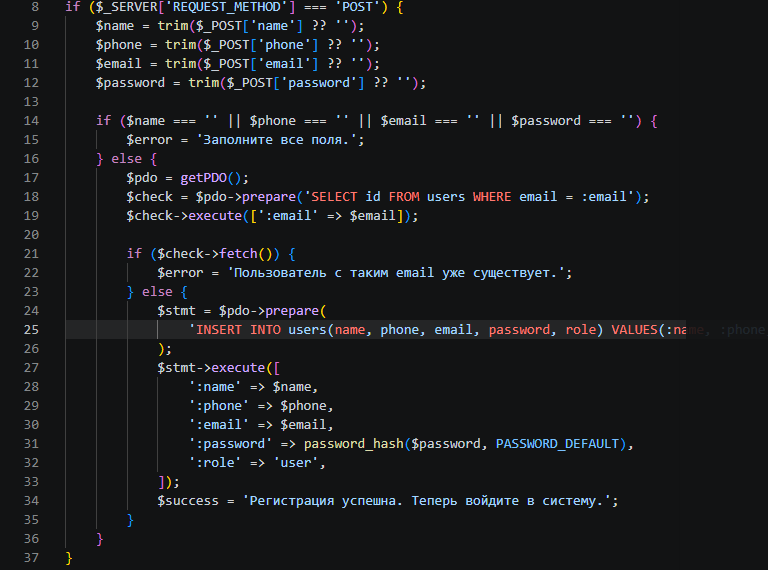 8 if ($_SERVER['REQUEST_METHOD'] === 'POST') {
9 $name = trim($_POST['name'] ?? '');
10 $phone = trim($_POST['phone'] ?? '');
11 $email = trim($_POST['email'] ?? '');
12 $password = trim($_POST['password'] ?? '');
13
14 if ($name === '' || $phone === '' || $email === '' || $password === '') {
15 $error = 'Заполните все поля.';
16 } else {
17 $pdo = getPDO();
18 $check = $pdo->prepare('SELECT id FROM users WHERE email = :email');
19 $check->execute([':email' => $email]);
20
21 if ($check->fetch()) {
22 $error = 'Пользователь с таким email уже существует.';
23 } else {
24 $stmt = $pdo->prepare(
25 'INSERT INTO users(name, phone, email, password, role) VALUES(:name, :phone
26 );
27 $stmt->execute([
28 ':name' => $name,
29 ':phone' => $phone,
30 ':email' => $email,
31 ':password' => password_hash($password, PASSWORD_DEFAULT),
32 ':role' => 'user',
33 ]);
34 $success = 'Регистрация успешна. Теперь войдите в систему.';
35 }
36 }
37 }